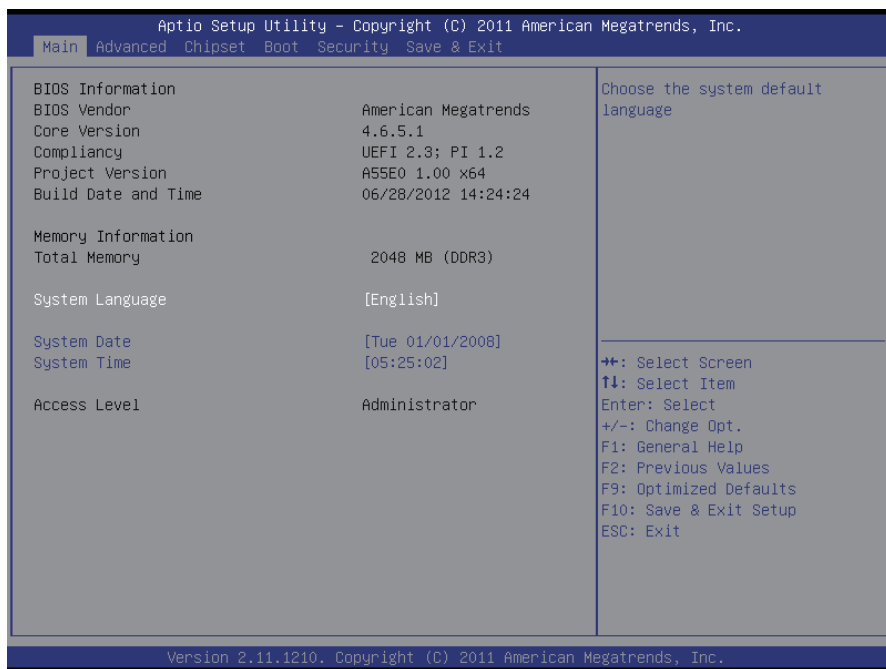 Aptio Setup Utility – Copyright (C) 2011 American Megatrends, Inc.
Main Advanced Chipset Boot Security Save & Exit
BIOS Information
BIOS Vendor American Megatrends
Core Version 4.6.5.1
Compliancy UEFI 2.3; PI 1.2
Project Version A55E0 1.00 x64
Build Date and Time 06/28/2012 14:24:24
Memory Information
Total Memory 2048 MB (DDR3)
System Language [English]
System Date [Tue 01/01/2008]
System Time [05:25:02]
Access Level Administrator
Choose the system default
language
→←: Select Screen
↑↓: Select Item
Enter: Select
+/-: Change Opt.
F1: General Help
F2: Previous Values
F9: Optimized Defaults
F10: Save & Exit Setup
ESC: Exit
Version 2.11.1210. Copyright (C) 2011 American Megatrends, Inc.